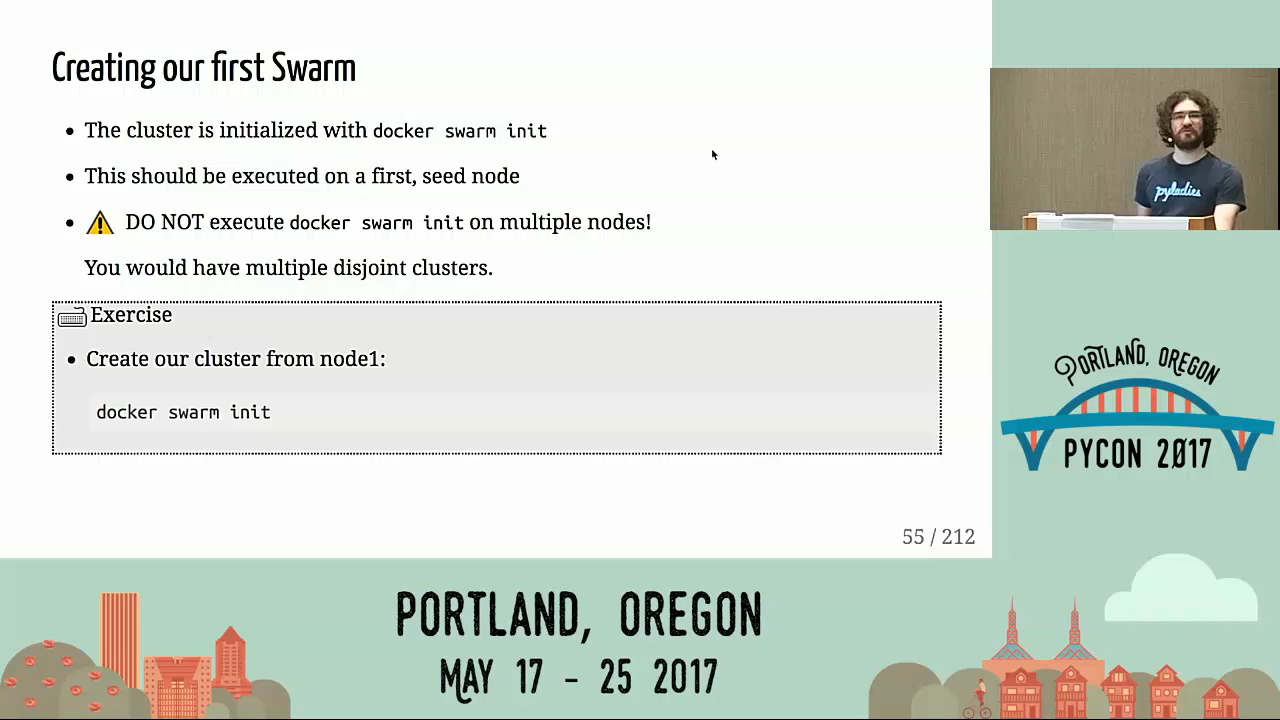 Creating our first Swarm
The cluster is initialized with docker swarm init
This should be executed on a first, seed node
DO NOT execute docker swarm init on multiple nodes!
You would have multiple disjoint clusters.
Exercise
Create our cluster from node1:
docker swarm init
55 / 212
pyladies
PORTLAND, OREGON
PYCON 2017
PORTLAND, OREGON
MAY 17 - 25 2017